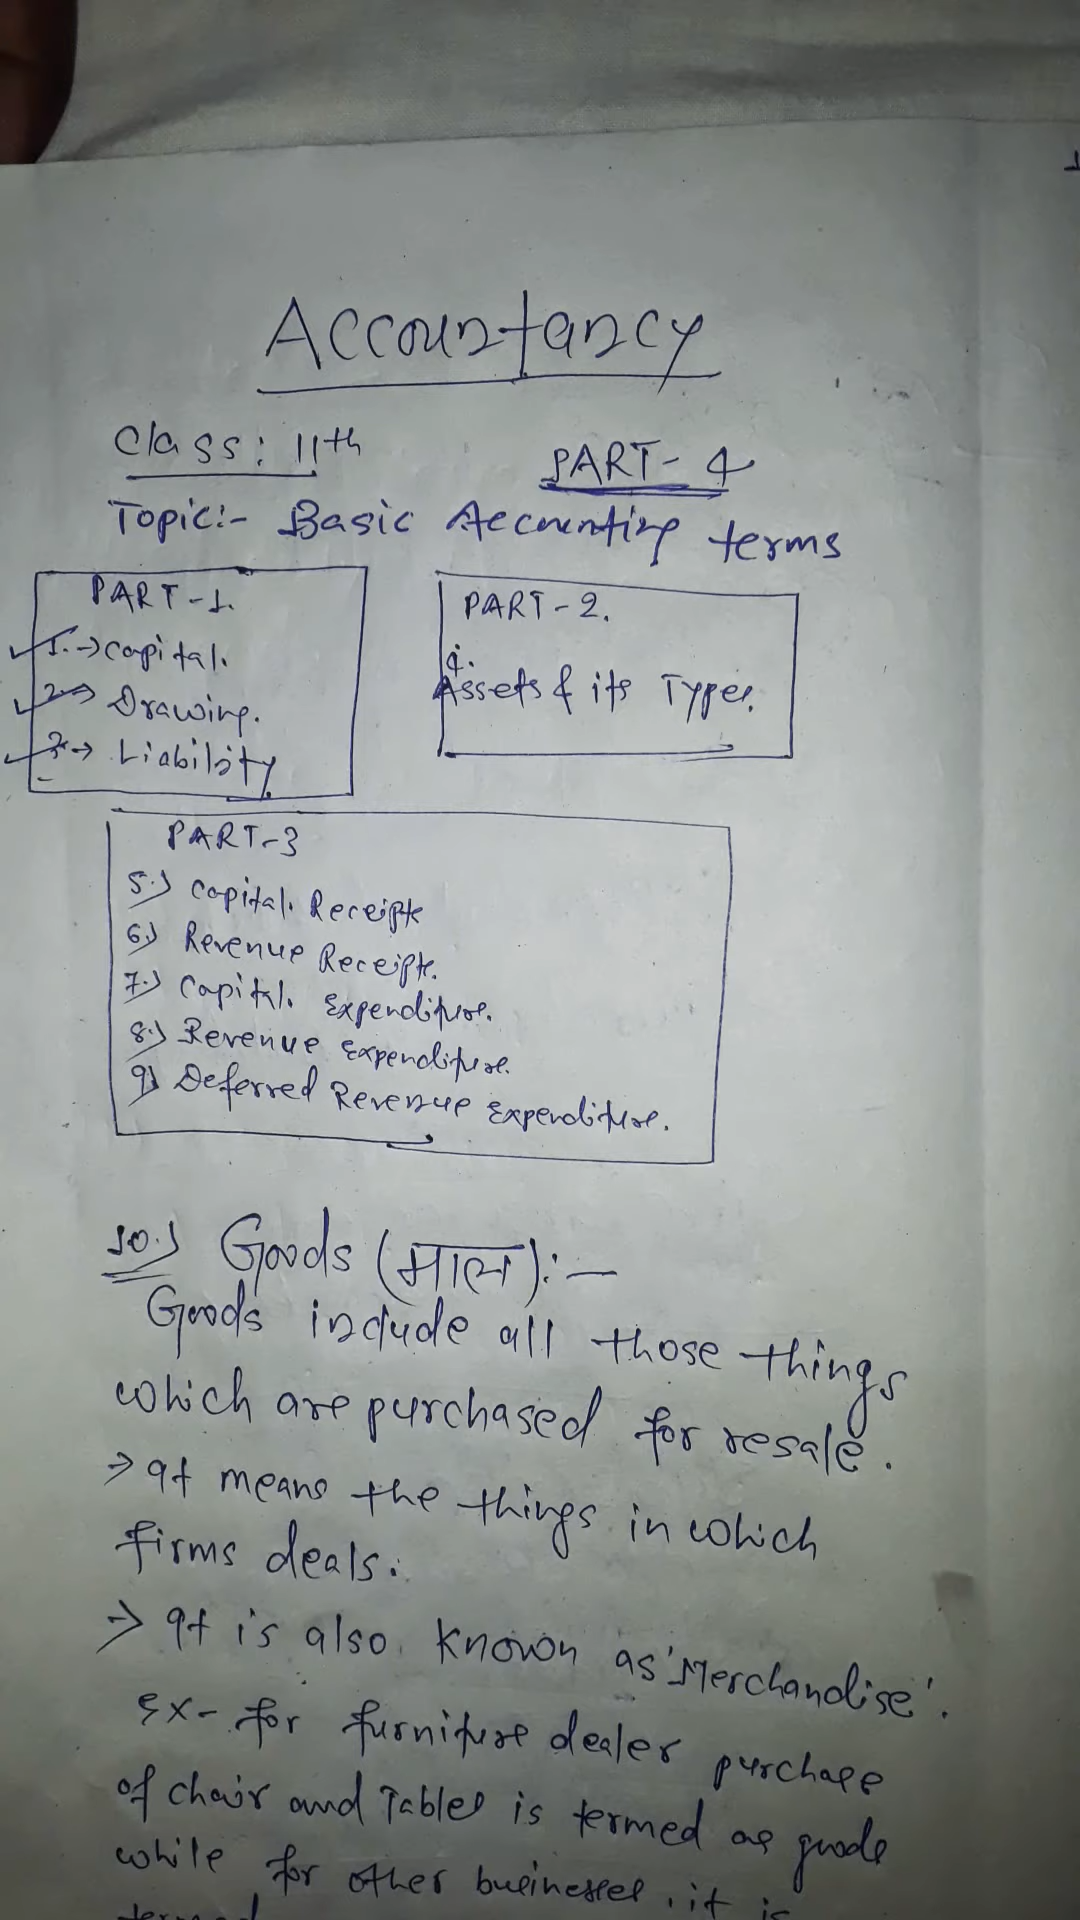 Accountancy
Class: 11th
PART- 4
Topic:- Basic Accounting terms
PART-1.
1.→ Capital.
2→ Drawing.
3→ Liability
PART-2.
4.
Assets & its Types.
PART-3
5.) Capital Receipts
6.) Revenue Receipts.
7.) Capital Expenditure.
8.) Revenue Expenditure.
9) Deferred Revenue Expenditure.
10.) Goods (माल):-
Goods include all those things
which are purchased for resale.
→ It means the things in which
firms deals.
→ It is also known as 'Merchandise'.
Ex- for furniture dealer purchase
of chair and Tables is termed as goods
while for other businesses, it is
termed